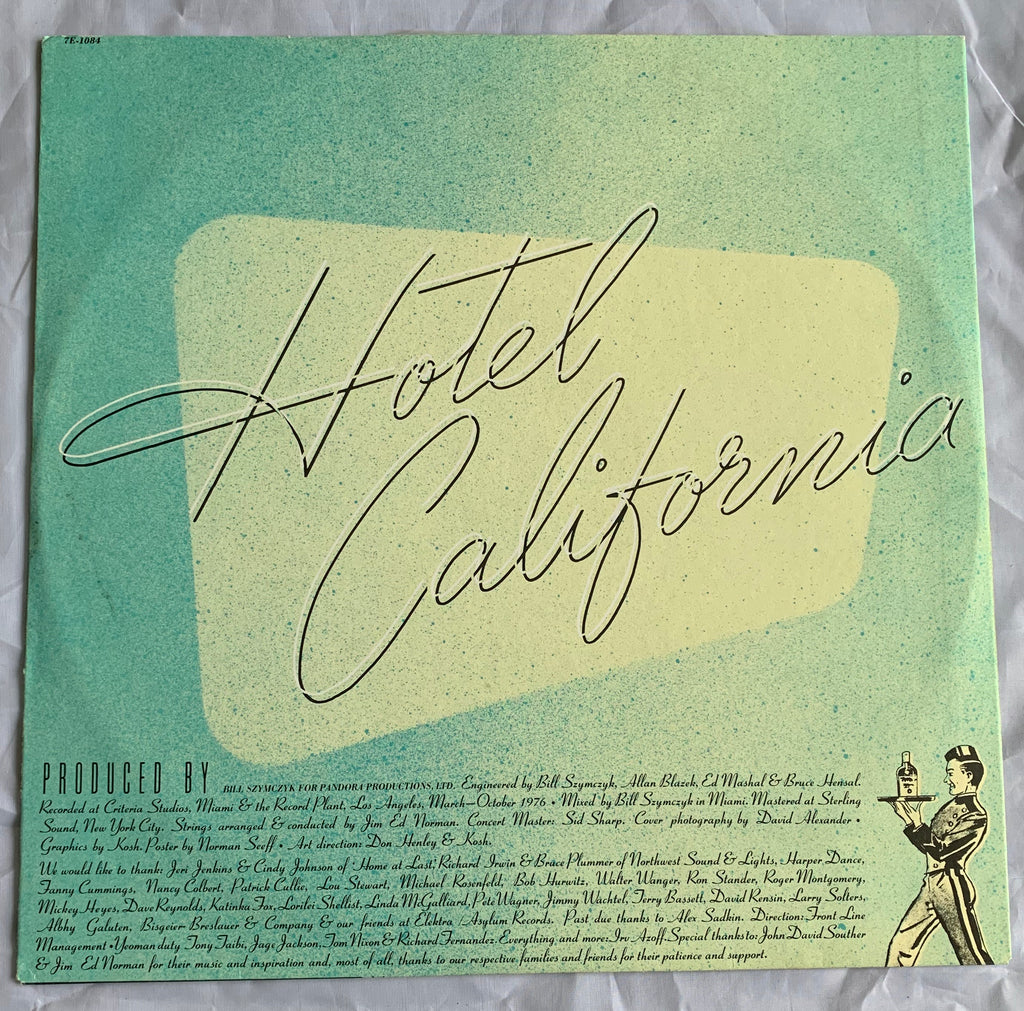 7E-1084
Hotel
California
PRODUCED BY BILL SZYMCZYK FOR PANDORA PRODUCTIONS, LTD. Engineered by Bill Szymczyk, Allan Blazek, Ed Mashal & Bruce Hensal.
Recorded at Criteria Studios, Miami & the Record Plant, Los Angeles, March—October 1976 • Mixed by Bill Szymczyk in Miami. Mastered at Sterling
Sound, New York City. Strings arranged & conducted by Jim Ed Norman. Concert Master: Sid Sharp. Cover photography by David Alexander •
Graphics by Kosh. Poster by Norman Seeff • Art direction: Don Henley & Kosh.
We would like to thank: Jeri Jenkins & Cindy Johnson of 'Home at Last', Richard Irwin & Bruce Plummer of Northwest Sound & Lights, Harper Dance,
Fanny Cummings, Nancy Colbert, Patrick Cullie, Lou Stewart, Michael Rosenfeld, Bob Hurwitz, Walter Wanger, Ron Stander, Roger Montgomery,
Mickey Heyes, Dave Reynolds, Katinka Fox, Lorilei Shellist, Linda McGalliard, Pete Wagner, Jimmy Wachtel, Terry Bassett, David Rensin, Larry Solters,
Albhy Galuten, Bisgeier Breslauer & Company & our friends at Elektra/Asylum Records. Past due thanks to Alex Sadkin. Direction: Front Line
Management • Yeoman duty Tony Taibi, Jage Jackson, Tom Nixon & Richard Fernandez. Everything and more: Irv Azoff. Special thanks to: John David Souther
& Jim Ed Norman for their music and inspiration and, most of all, thanks to our respective families and friends for their patience and support.